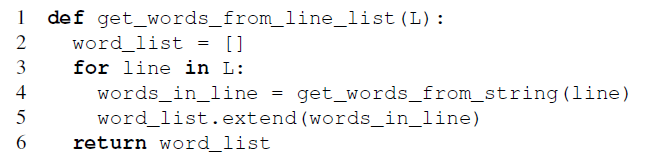 1 def get_words_from_line_list(L):
2 word_list = []
3 for line in L:
4 words_in_line = get_words_from_string(line)
5 word_list.extend(words_in_line)
6 return word_list